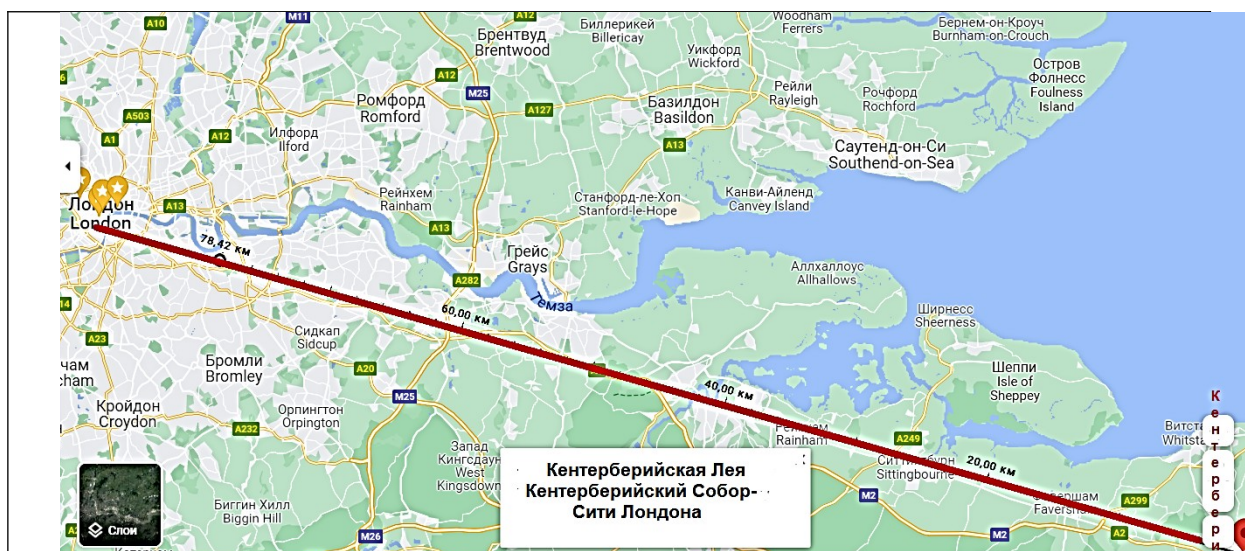 M11
A12
Биллерикей
Billericay
Woodham
Ferrers
Бернем-он-Кроуч
Burnham-on-Crouch
Брентвуд
Brentwood
Уикфорд
Wickford
A12
M25
Остров
Фолнесс
Foulness
Island
Ромфорд
Romford
A127
Базилдон
Basildon
Рейли
Rayleigh
Рочфорд
Rochford
A503
A12
A1
Илфорд
Ilford
A13
Саутенд-он-Си
Southend-on-Sea
Рейнхем
Rainham
Станфорд-ле-Хоп
Stanford-le-Hope
Канви-Айленд
Canvey Island
Лондон
London
A13
A13
78,42 км
Грейс
Grays
A282
Темза
Аллхаллоус
Allhallows
60,00 км
Ширнесс
Sheerness
A23
Сидкап
Sidcup
Бромли
Bromley
A20
Шеппи
Isle of
Sheppey
M25
40,00 км
Кройдон
Croydon
Орпингтон
Orpington
A232
Rainham
A249
Whitstab
Запад
Кингсдаун
West
Kingsdown
20,00 км
Sittingbourne
Кентерберийская Лея
Кентерберийский Собор-
Сити Лондона
M2
A299
Faversham
Биггин Хилл
Biggin Hill
Слои
M26
M2
A2
Кентербери